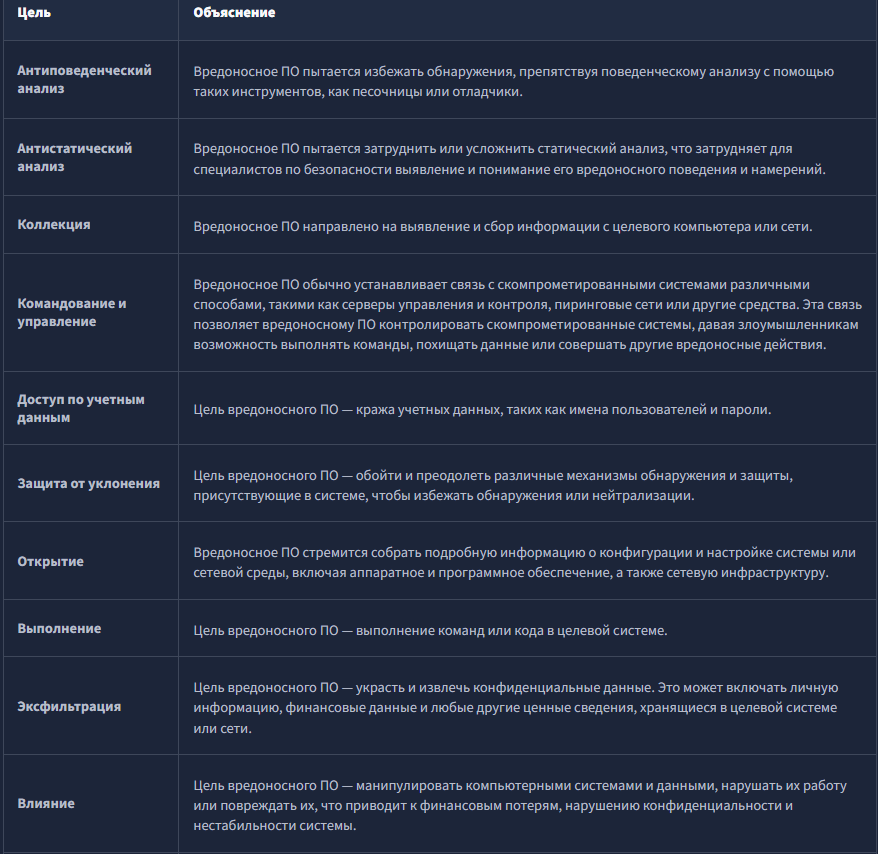 Цель
Объяснение
Антиповеденческий
анализ
Вредоносное ПО пытается избежать обнаружения, препятствуя поведенческому анализу с помощью
таких инструментов, как песочницы или отладчики.
Антистатический
анализ
Вредоносное ПО пытается затруднить или усложнить статический анализ, что затрудняет для
специалистов по безопасности выявление и понимание его вредоносного поведения и намерений.
Коллекция
Вредоносное ПО направлено на выявление и сбор информации с целевого компьютера или сети.
Командование и
управление
Вредоносное ПО обычно устанавливает связь с скомпрометированными системами различными
способами, такими как серверы управления и контроля, пиринговые сети или другие средства. Эта связь
позволяет вредоносному ПО контролировать скомпрометированные системы, давая злоумышленникам
возможность выполнять команды, похищать данные или совершать другие вредоносные действия.
Доступ по учетным
данным
Цель вредоносного ПО — кража учетных данных, таких как имена пользователей и пароли.
Защита от уклонения
Цель вредоносного ПО — обойти и преодолеть различные механизмы обнаружения и защиты,
присутствующие в системе, чтобы избежать обнаружения или нейтрализации.
Открытие
Вредоносное ПО стремится собрать подробную информацию о конфигурации и настройке системы или
сетевой среды, включая аппаратное и программное обеспечение, а также сетевую инфраструктуру.
Выполнение
Цель вредоносного ПО — выполнение команд или кода в целевой системе.
Эксфильтрация
Цель вредоносного ПО — украсть и извлечь конфиденциальные данные. Это может включать личную
информацию, финансовые данные и любые другие ценные сведения, хранящиеся в целевой системе
или сети.
Влияние
Цель вредоносного ПО — манипулировать компьютерными системами и данными, нарушать их работу
или повреждать их, что приводит к финансовым потерям, нарушению конфиденциальности и
нестабильности системы.